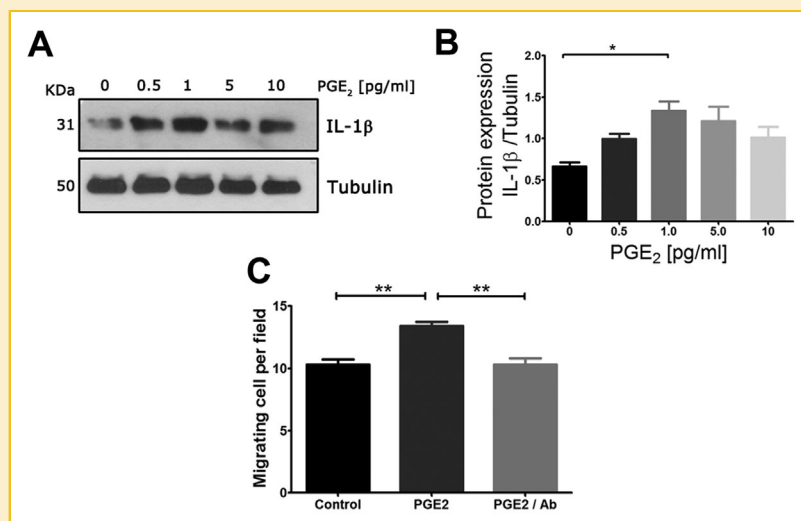 A
KDa 0 0.5 1 5 10 PGE₂ [pg/ml]
31 IL-1β
50 Tubulin
B
Protein expression
IL-1β /Tubulin
*
2.0
1.5
1.0
0.5
0.0
0 0.5 1.0 5.0 10
PGE₂ [pg/ml]
C
Migrating cell per field
** **
15
10
5
0
Control PGE2 PGE2 / Ab